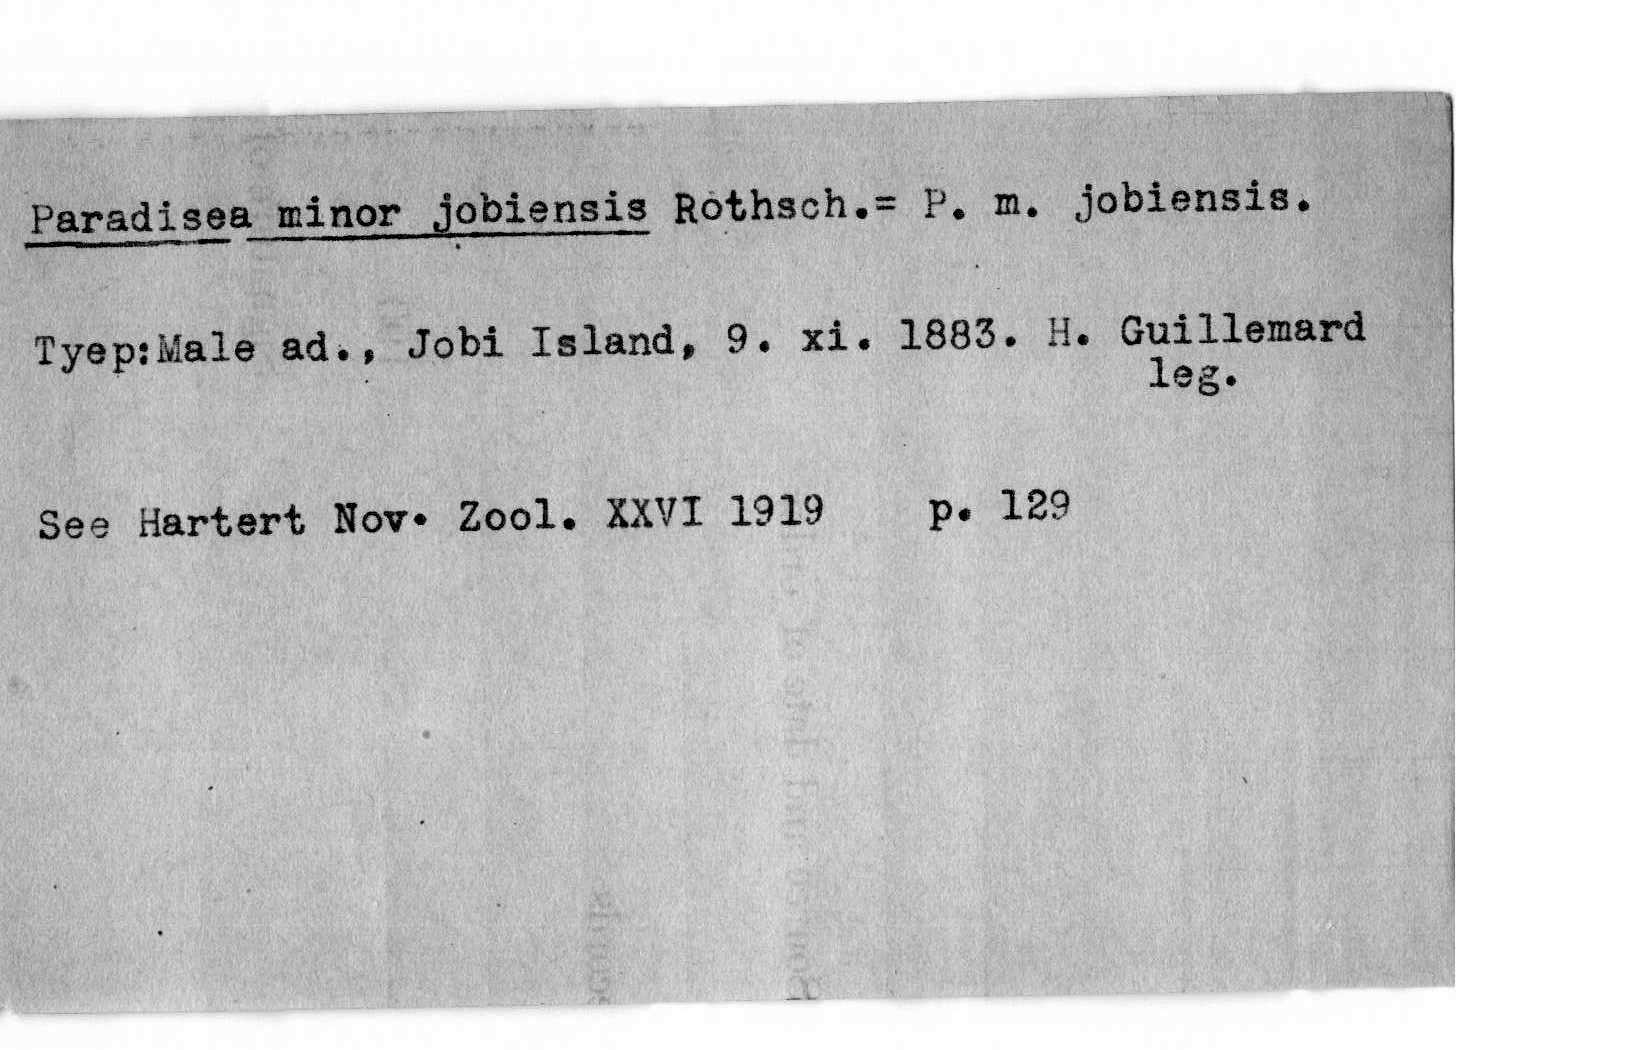 Paradisea minor jobiensis Rothsch.= P. m. jobiensis.
Tyep:Male ad., Jobi Island, 9. xi. 1883. H. Guillemard
leg.
See Hartert Nov. Zool. XXVI 1919 p. 129